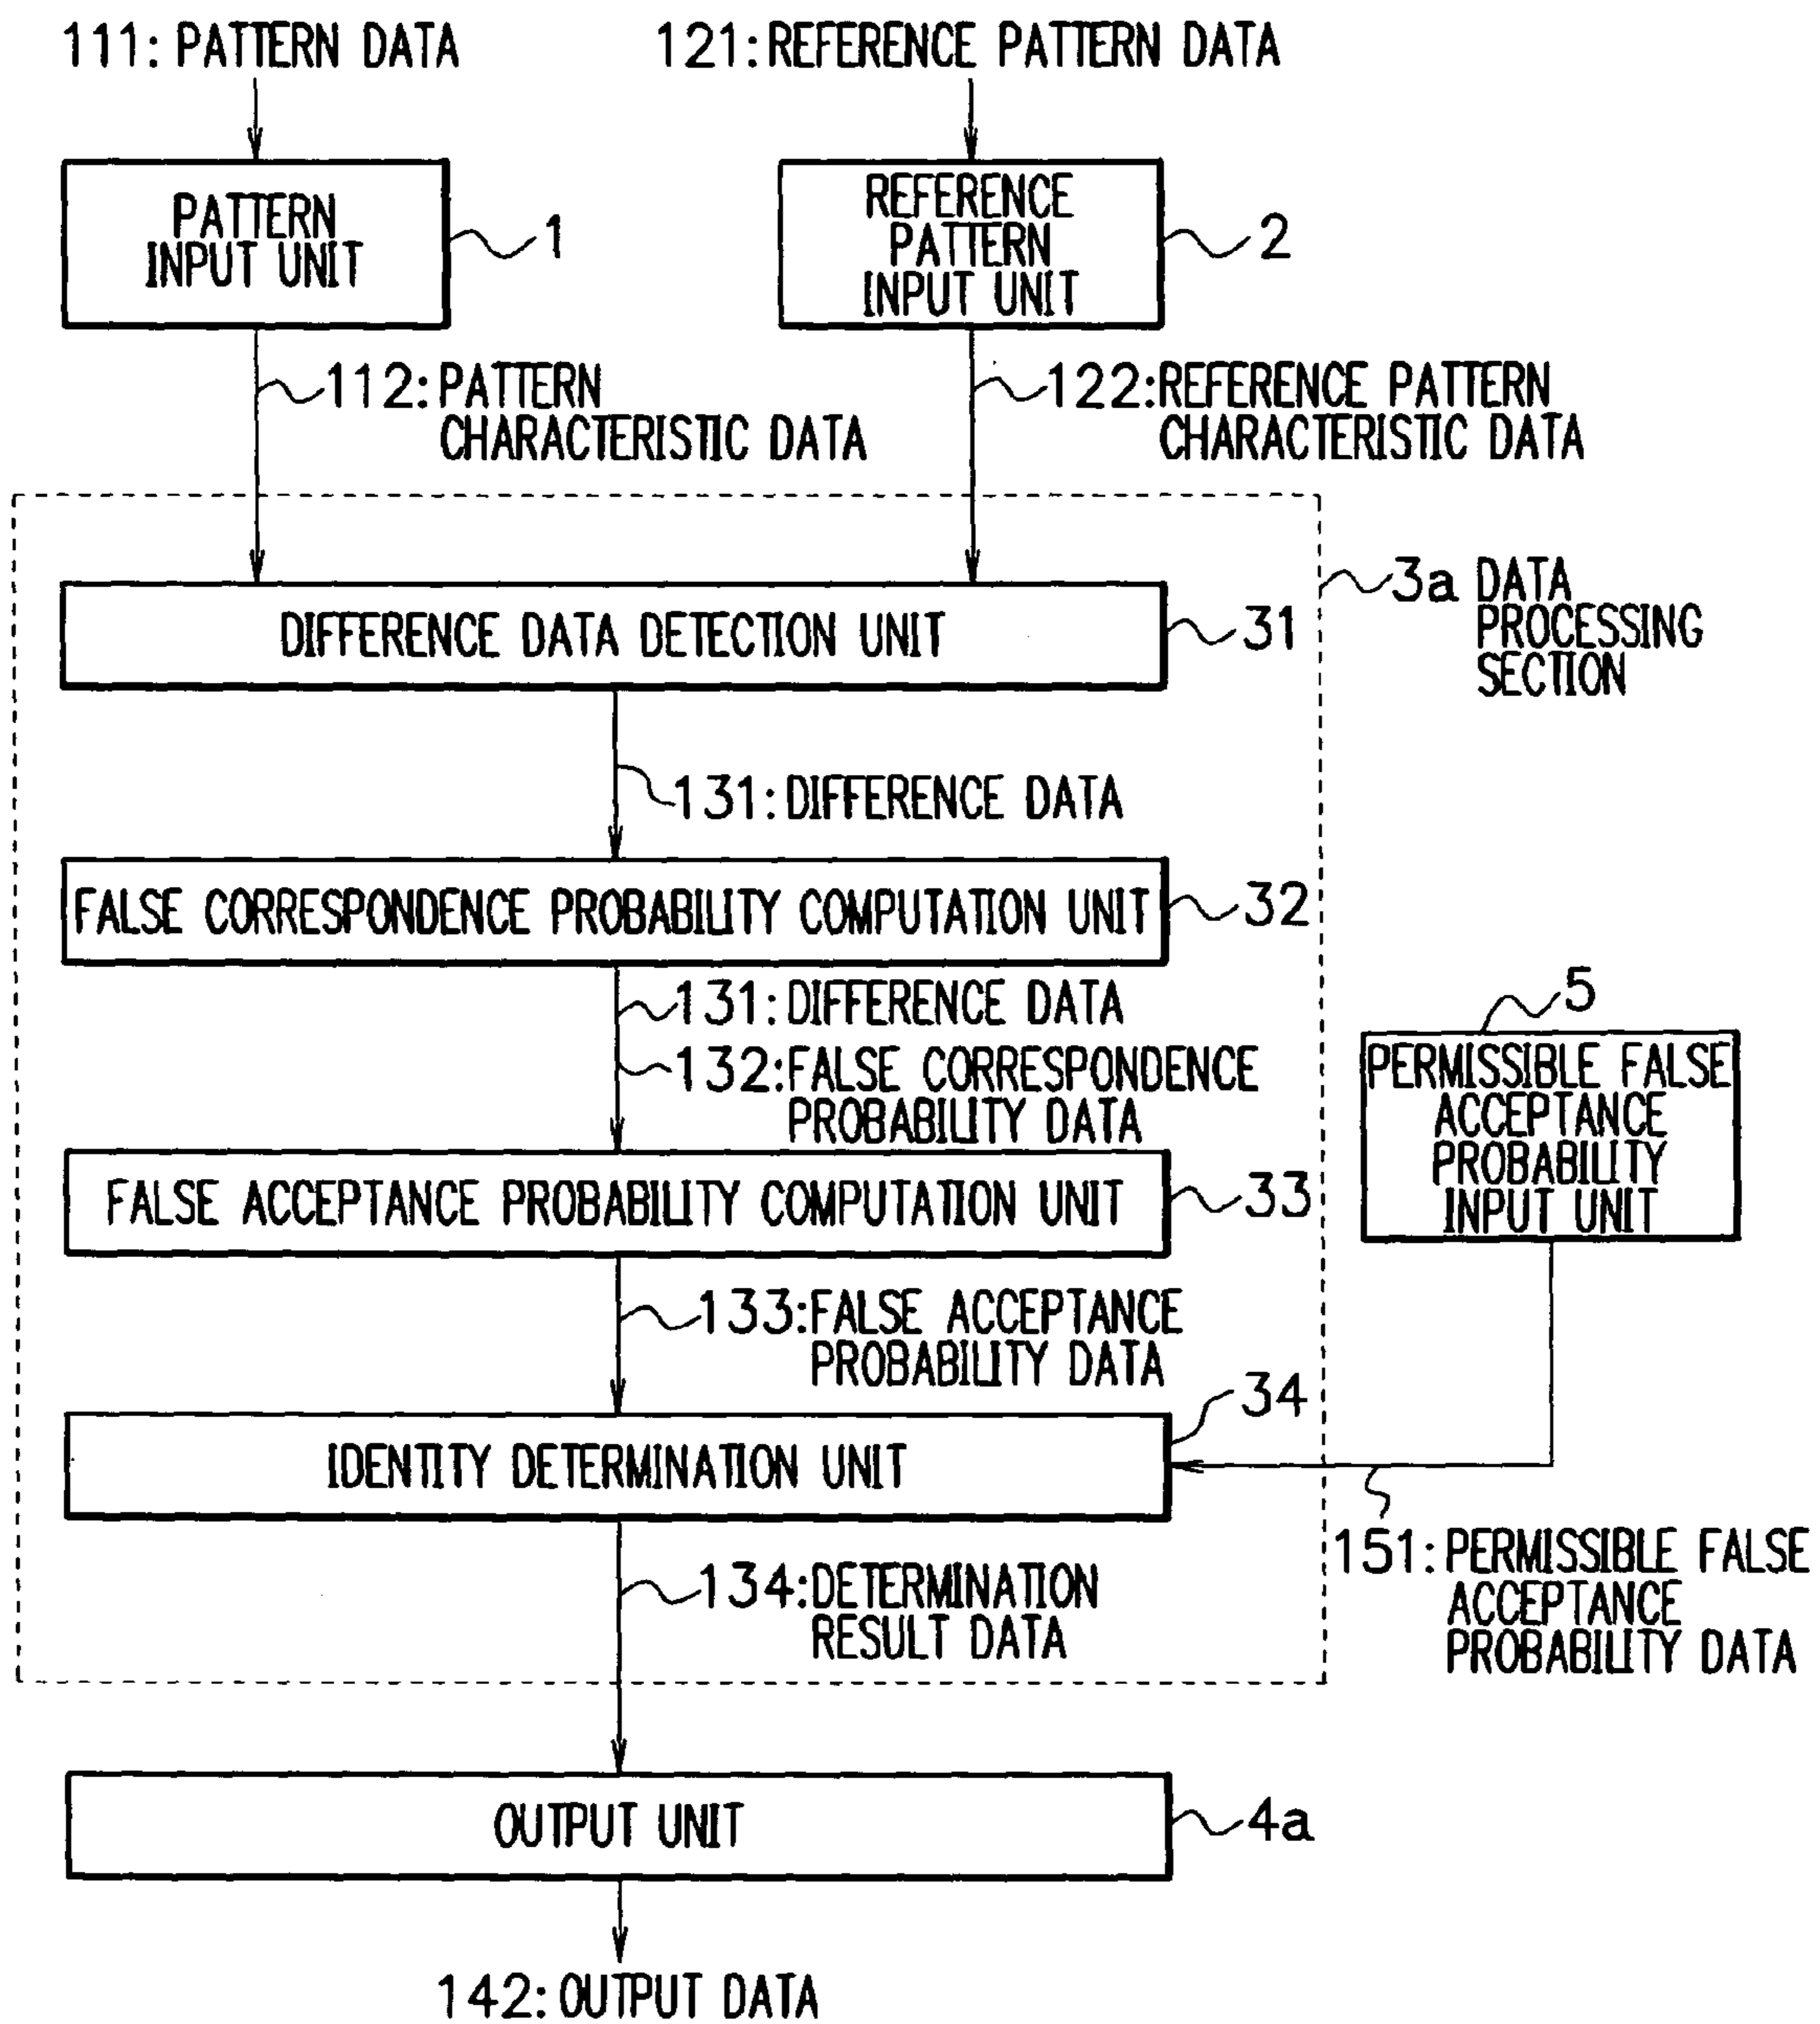 111: PATTERN DATA
121: REFERENCE PATTERN DATA
PATTERN
INPUT UNIT
1
REFERENCE
PATTERN
INPUT UNIT
2
112: PATTERN
CHARACTERISTIC DATA
122: REFERENCE PATTERN
CHARACTERISTIC DATA
3a DATA
PROCESSING
SECTION
DIFFERENCE DATA DETECTION UNIT
31
131: DIFFERENCE DATA
FALSE CORRESPONDENCE PROBABILITY COMPUTATION UNIT
32
131: DIFFERENCE DATA
132: FALSE CORRESPONDENCE
PROBABILITY DATA
5
PERMISSIBLE FALSE
ACCEPTANCE
PROBABILITY
INPUT UNIT
FALSE ACCEPTANCE PROBABILITY COMPUTATION UNIT
33
133: FALSE ACCEPTANCE
PROBABILITY DATA
34
IDENTITY DETERMINATION UNIT
151: PERMISSIBLE FALSE
ACCEPTANCE
PROBABILITY DATA
134: DETERMINATION
RESULT DATA
OUTPUT UNIT
4a
142: OUTPUT DATA